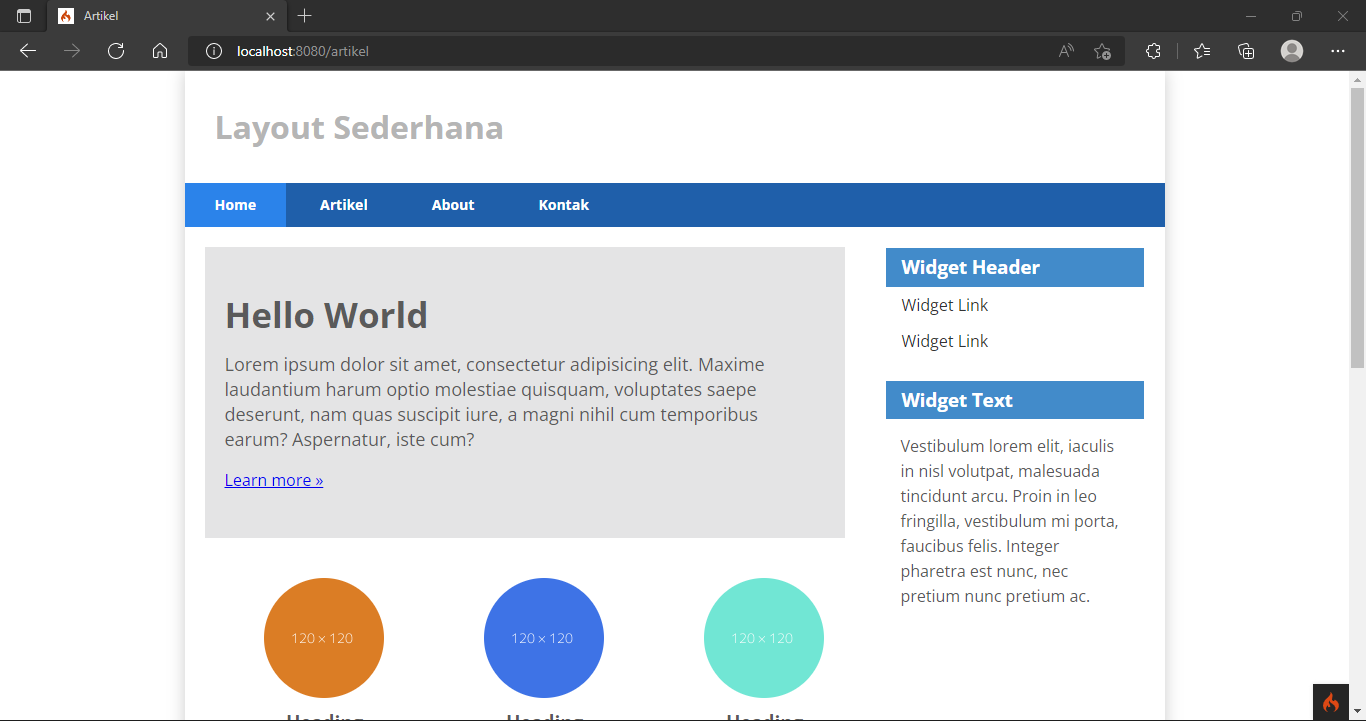 Artikel
localhost:8080/artikel
Layout Sederhana
Home Artikel About Kontak
Hello World
Lorem ipsum dolor sit amet, consectetur adipisicing elit. Maxime
laudantium harum optio molestiae quisquam, voluptates saepe
deserunt, nam quas suscipit iure, a magni nihil cum temporibus
earum? Aspernatur, iste cum?
Learn more »
120 × 120 120 × 120 120 × 120
Heading Heading Heading
Widget Header
Widget Link
Widget Link
Widget Text
Vestibulum lorem elit, iaculis
in nisl volutpat, malesuada
tincidunt arcu. Proin in leo
fringilla, vestibulum mi porta,
faucibus felis. Integer
pharetra est nunc, nec
pretium nunc pretium ac.